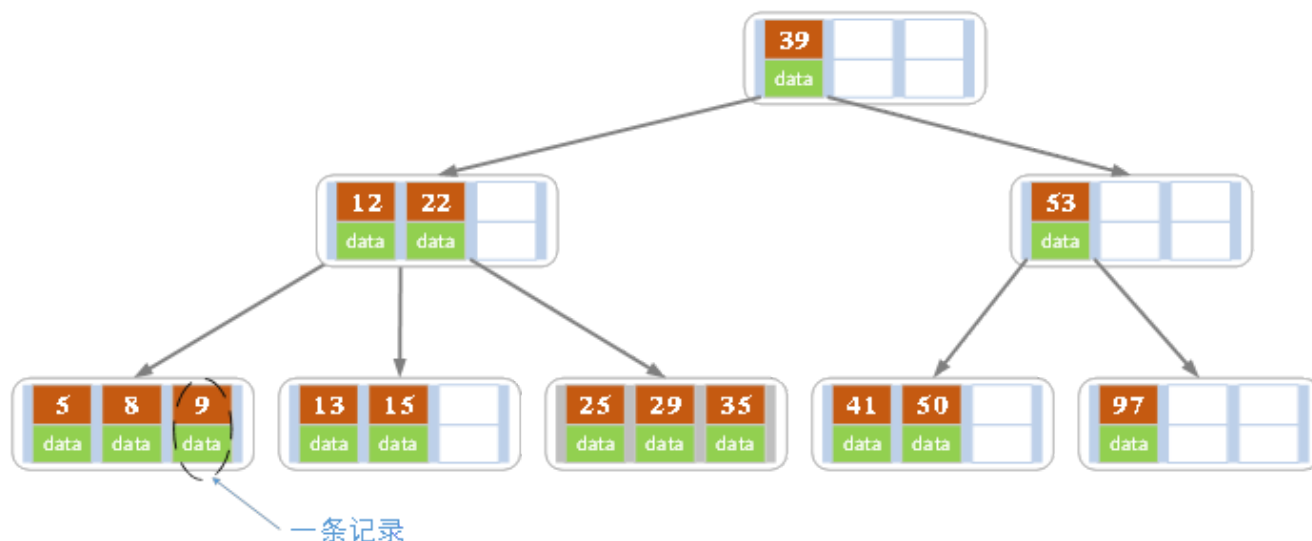 39
data
12 22
data data
53
data
5 8 9
data data data
13 15
data data
25 29 35
data data data
41 50
data data
97
data
一条记录